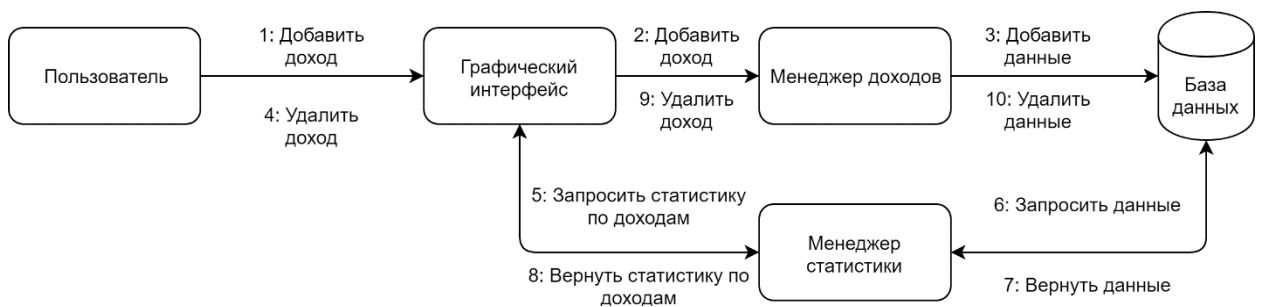 Пользователь
1: Добавить
доход
4: Удалить
доход
Графический
интерфейс
2: Добавить
доход
9: Удалить
доход
Менеджер доходов
3: Добавить
данные
10: Удалить
данные
База
данных
5: Запросить статистику
по доходам
8: Вернуть статистику по
доходам
Менеджер
статистики
6: Запросить данные
7: Вернуть данные